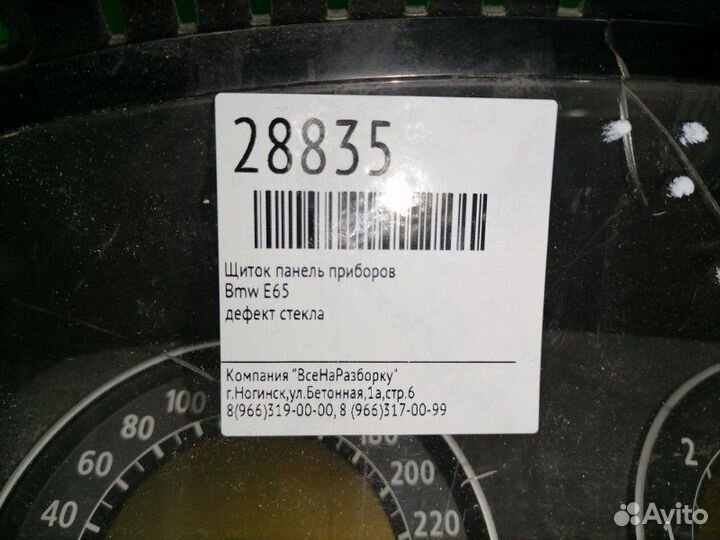 28835
Щиток панель приборов
Bmw E65
дефект стекла
Компания "ВсеНаРазборку"
г.Ногинск,ул.Бетонная,1а,стр.6
8(966)319-00-00, 8 (966)317-00-99
40
60
80
100
180
200
220
2
Avito